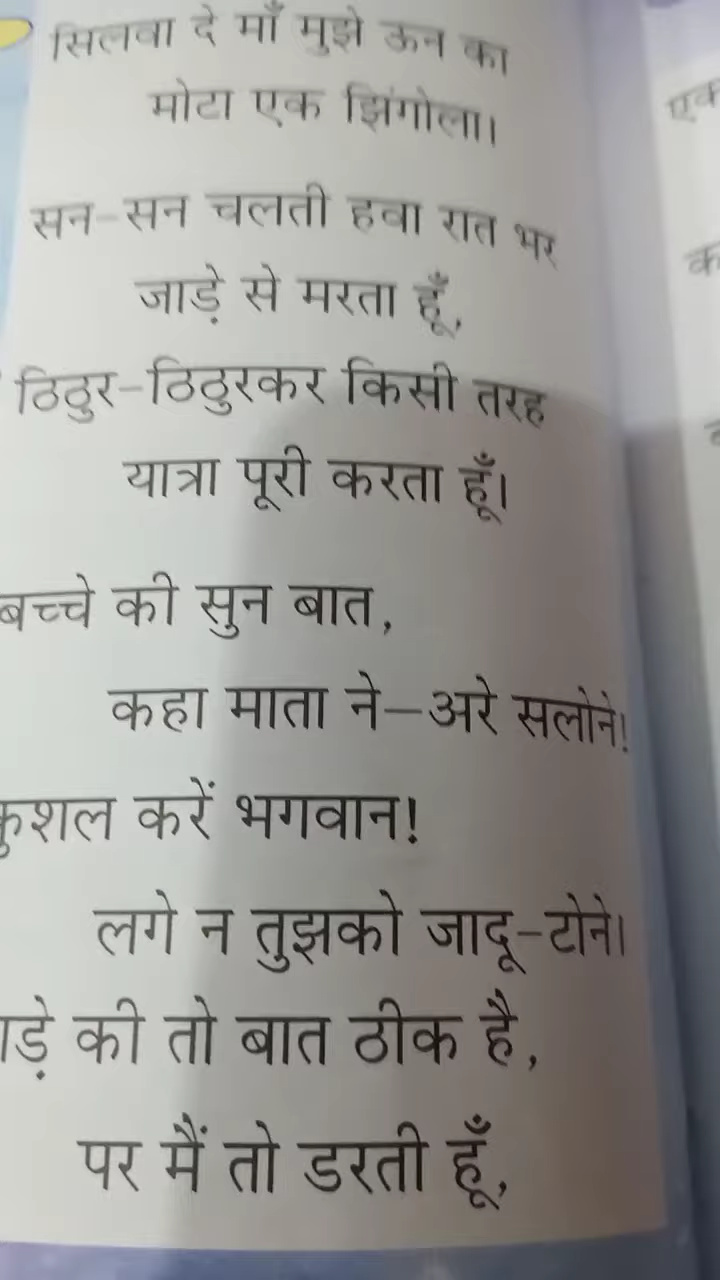 सिलवा दे माँ मुझे ऊन का
मोटा एक झिंगोला।
सन-सन चलती हवा रात भर
जाड़े से मरता हूँ,
ठिठुर-ठिठुरकर किसी तरह
यात्रा पूरी करता हूँ।
बच्चे की सुन बात,
कहा माता ने—अरे सलोने!
कुशल करें भगवान!
लगे न तुझको जादू-टोने।
की तो बात ठीक है,
पर मैं तो डरती हूँ,